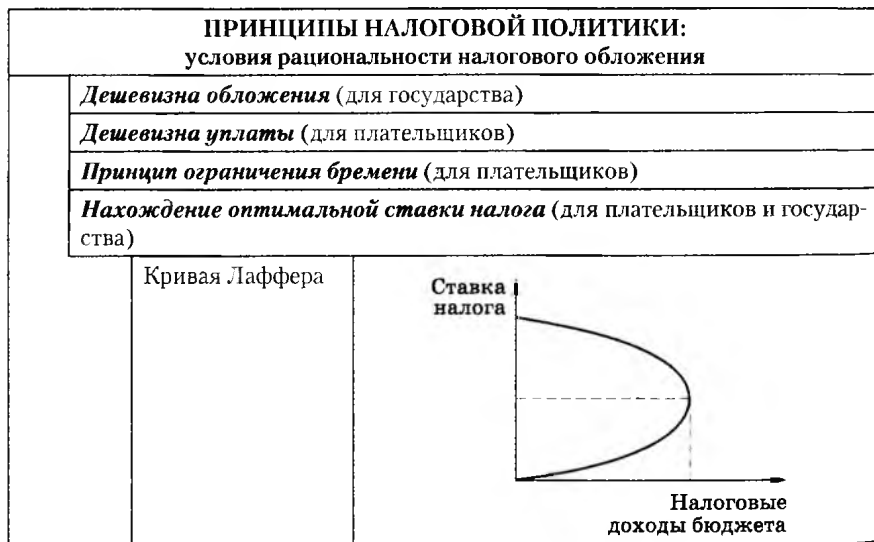 ПРИНЦИПЫ НАЛОГОВОЙ ПОЛИТИКИ:
условия рациональности налогового обложения
Дешевизна обложения (для государства)
Дешевизна уплаты (для плательщиков)
Принцип ограничения бремени (для плательщиков)
Нахождение оптимальной ставки налога (для плательщиков и государ-
ства)
Кривая Лаффера
Ставка
налога
Налоговые
доходы бюджета